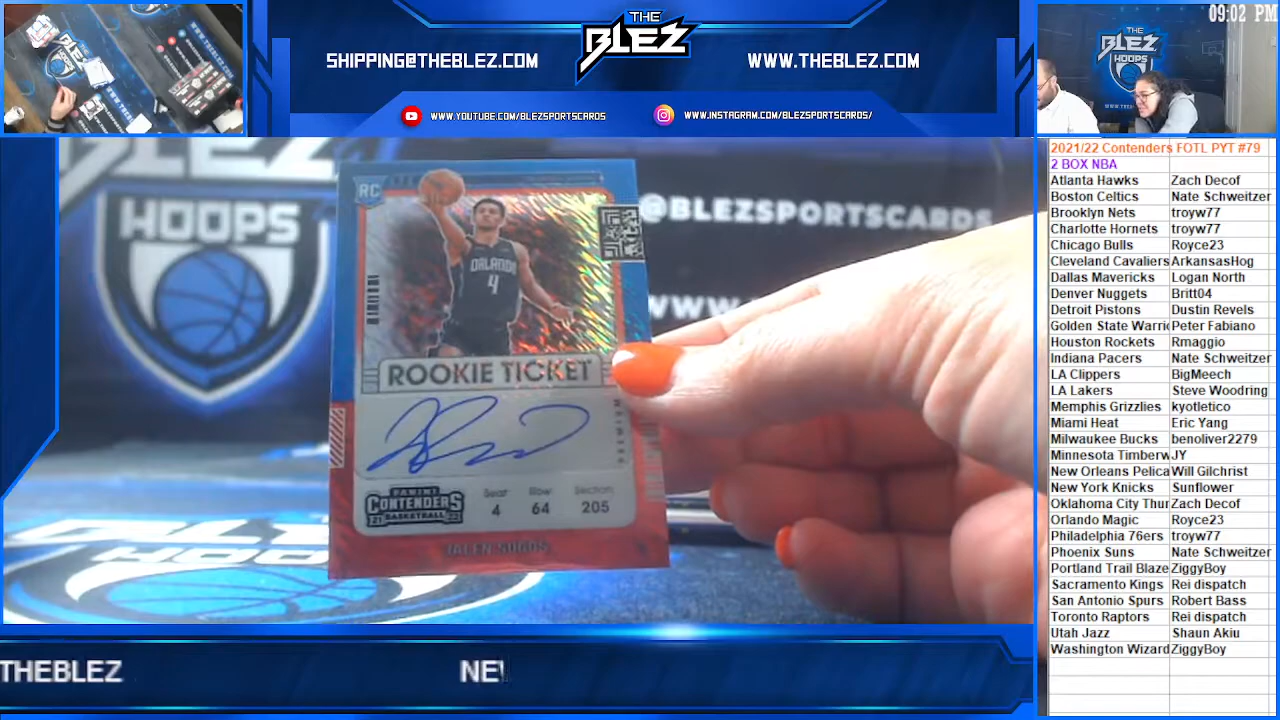 THE
BLEZ
SHIPPING@THEBLEZ.COM
WWW.THEBLEZ.COM
WWW.YOUTUBE.COM/BLEZSPORTSCARDS
WWW.INSTAGRAM.COM/BLEZSPORTSCARDS/
09:02 PM
THE
BLEZ
HOOPS
2021/22 Contenders FOTL PYT #79
2 BOX NBA
Atlanta Hawks Zach Decof
Boston Celtics Nate Schweitzer
Brooklyn Nets troyw77
Charlotte Hornets troyw77
Chicago Bulls Royce23
Cleveland Cavaliers ArkansasHog
Dallas Mavericks Logan North
Denver Nuggets Britt04
Detroit Pistons Dustin Revels
Golden State Warri Peter Fabiano
Houston Rockets Rmaggio
Indiana Pacers Nate Schweitzer
LA Clippers BigMeech
LA Lakers Steve Woodring
Memphis Grizzlies kyotletico
Miami Heat Eric Yang
Milwaukee Bucks benoliver2279
Minnesota Timberw JY
New Orleans Pelica Will Gilchrist
New York Knicks Sunflower
Oklahoma City Thun Zach Decof
Orlando Magic Royce23
Philadelphia 76ers troyw77
Phoenix Suns Nate Schweitzer
Portland Trail Blaze ZiggyBoy
Sacramento Kings Rei dispatch
San Antonio Spurs Robert Bass
Toronto Raptors Rei dispatch
Utah Jazz Shaun Akiu
Washington Wizard ZiggyBoy
HOOPS
@BLEZSPORTSCARDS
WWW.
RC
ORLANDO
4
ROOKIE TICKET
PREMIUM
PANINI
CONTENDERS
21 BASKETBALL 22
Seat Row Section
4 64 205
JALEN SUGGS
THEBLEZ
NE